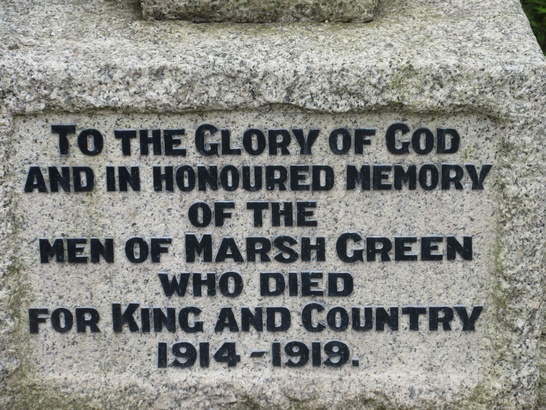 To the Glory of God
and in honoured memory
of the
men of Marsh Green
who died
for King and Country
1914-1919.